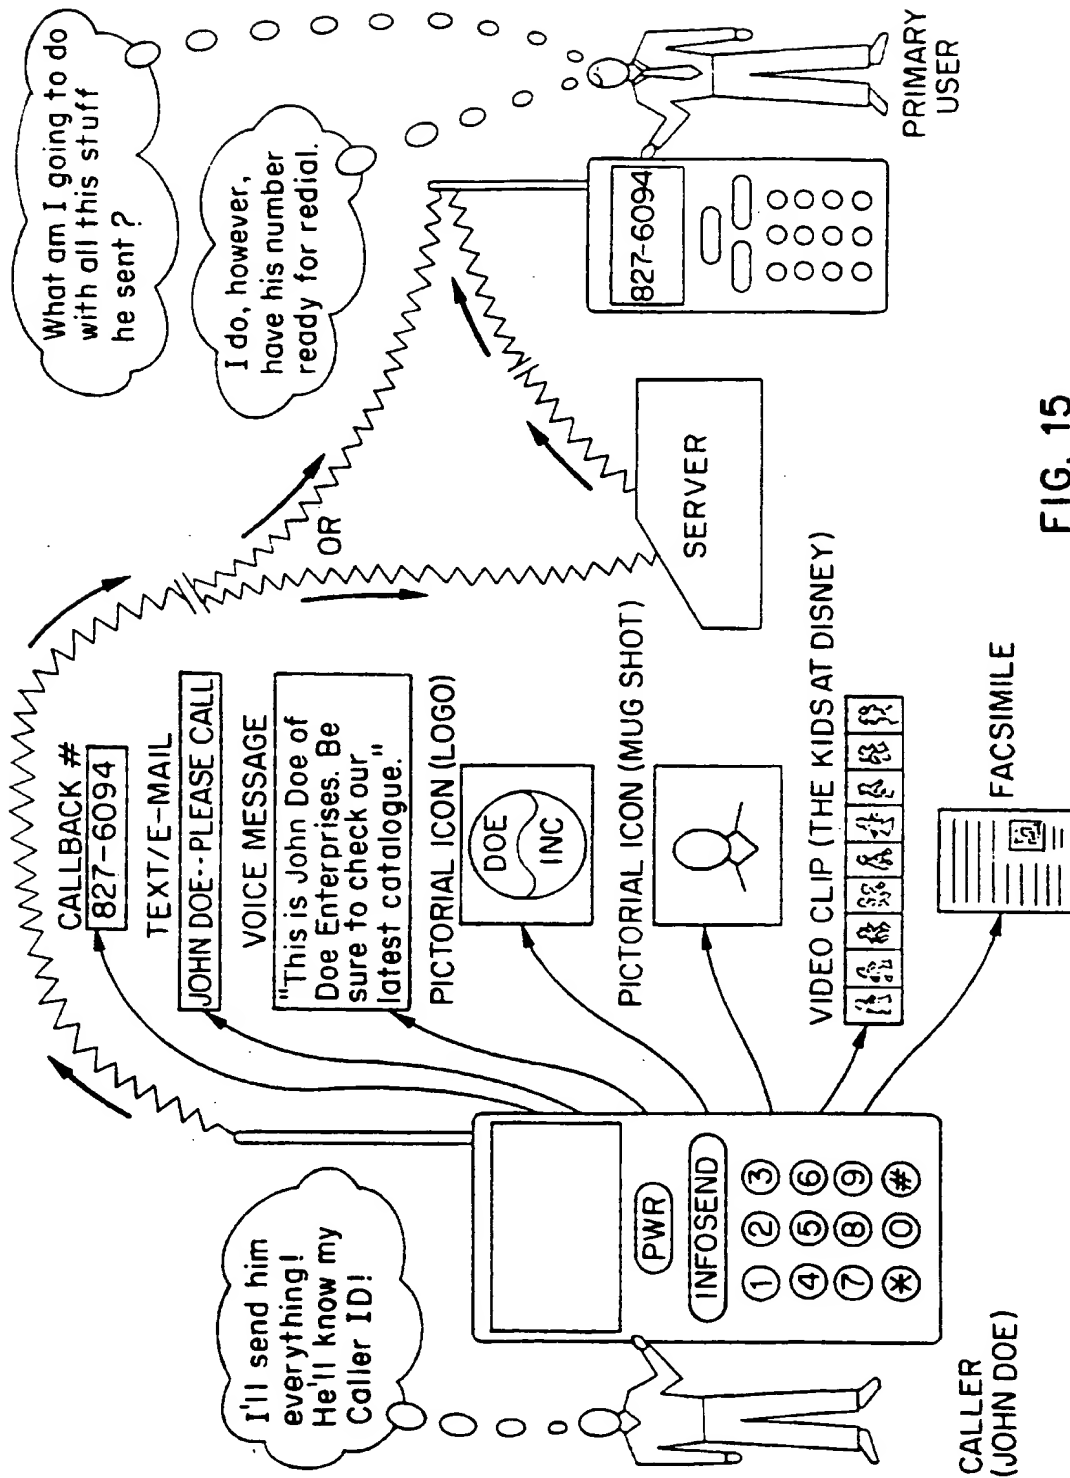 I'll send him
everything!
He'll know my
Caller ID!
CALLER
(JOHN DOE)
PWR
INFOSEND
1 2 3
4 5 6
7 8 9
* 0 #
CALLBACK #
827-6094
TEXT/E-MAIL
JOHN DOE--PLEASE CALL
VOICE MESSAGE
"This is John Doe of
Doe Enterprises. Be
sure to check our
latest catalogue."
PICTORIAL ICON (LOGO)
DOE
INC
PICTORIAL ICON (MUG SHOT)
VIDEO CLIP (THE KIDS AT DISNEY)
FACSIMILE
OR
SERVER
What am I going to do
with all this stuff
he sent?
I do, however,
have his number
ready for redial.
827-6094
PRIMARY
USER
FIG. 15